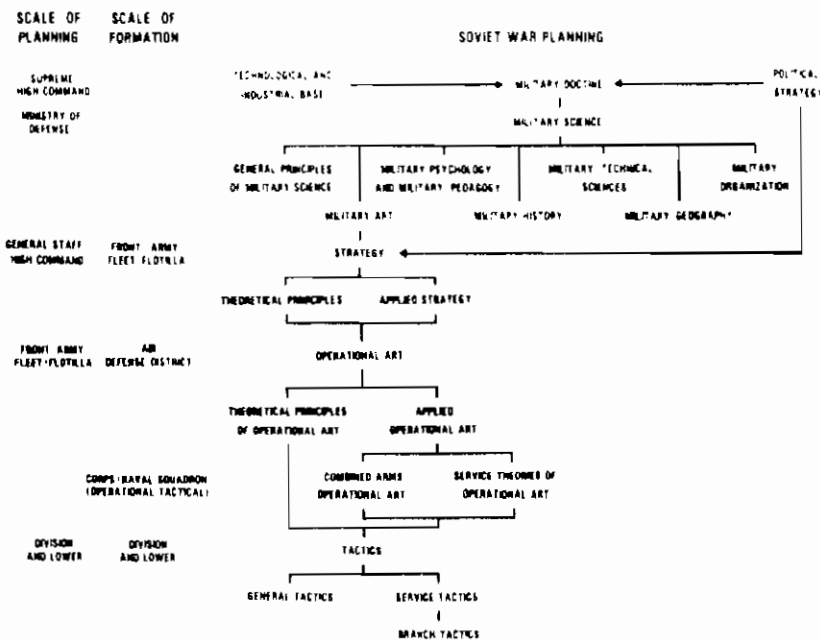 SCALE OF PLANNING
SCALE OF FORMATION
SOVIET WAR PLANNING
SUPREME
HIGH COMMAND
MINISTRY OF
DEFENSE
TECHNOLOGICAL AND
INDUSTRIAL BASE
MILITARY DOCTINE
POLITICAL
STRATEGY
MILITARY SCIENCE
GENERAL PRINCIPLES
OF MILITARY SCIENCE
MILITARY PSYCHOLOGY
AND MILITARY PEDAGOGY
MILITARY TECHNICAL
SCIENCES
MILITARY
ORGANIZATION
MILITARY ART
MILITARY HISTORY
MILITARY GEOGRAPHY
GENERAL STAFF
HIGH COMMAND
FRONT ARMY
FLEET FLOTILLA
STRATEGY
THEORETICAL PRINCIPLES
APPLIED STRATEGY
FRONT ARMY
FLEET-FLOTILLA
AIR
DEFENSE DISTRICT
OPERATIONAL ART
THEORETICAL PRINCIPLES
OF OPERATIONAL ART
APPLIED
OPERATIONAL ART
CORPS-NAVAL SQUADRON
(OPERATIONAL TACTICAL)
COMBINED ARMS
OPERATIONAL ART
SERVICE THEORIES OF
OPERATIONAL ART
DIVISION
AND LOWER
DIVISION
AND LOWER
TACTICS
GENERAL TACTICS
SERVICE TACTICS
BRANCH TACTICS